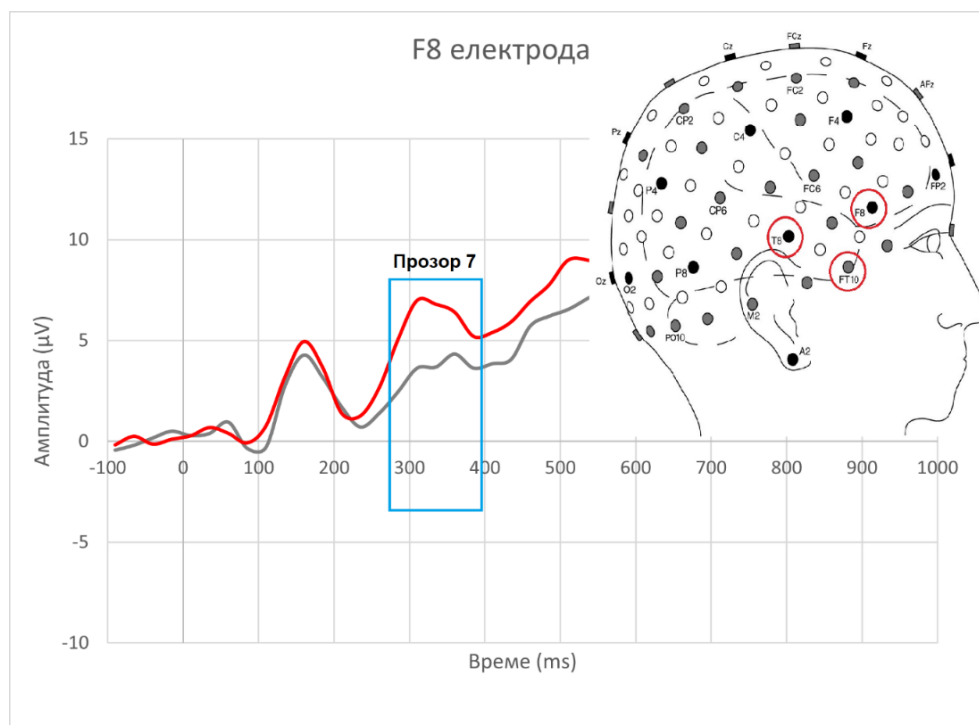 F8 електрода
Cz
FCz
Fz
AFz
Pz
Oz
FC2
CP2
C4
F4
P4
FC6
FP2
CP6
F8
T8
P8
FT10
O2
M2
PO10
A2
15
10
5
0
-5
-10
Амплитуда (μV)
Прозор 7
-100
0
100
200
300
400
500
600
700
800
900
1000
Време (ms)